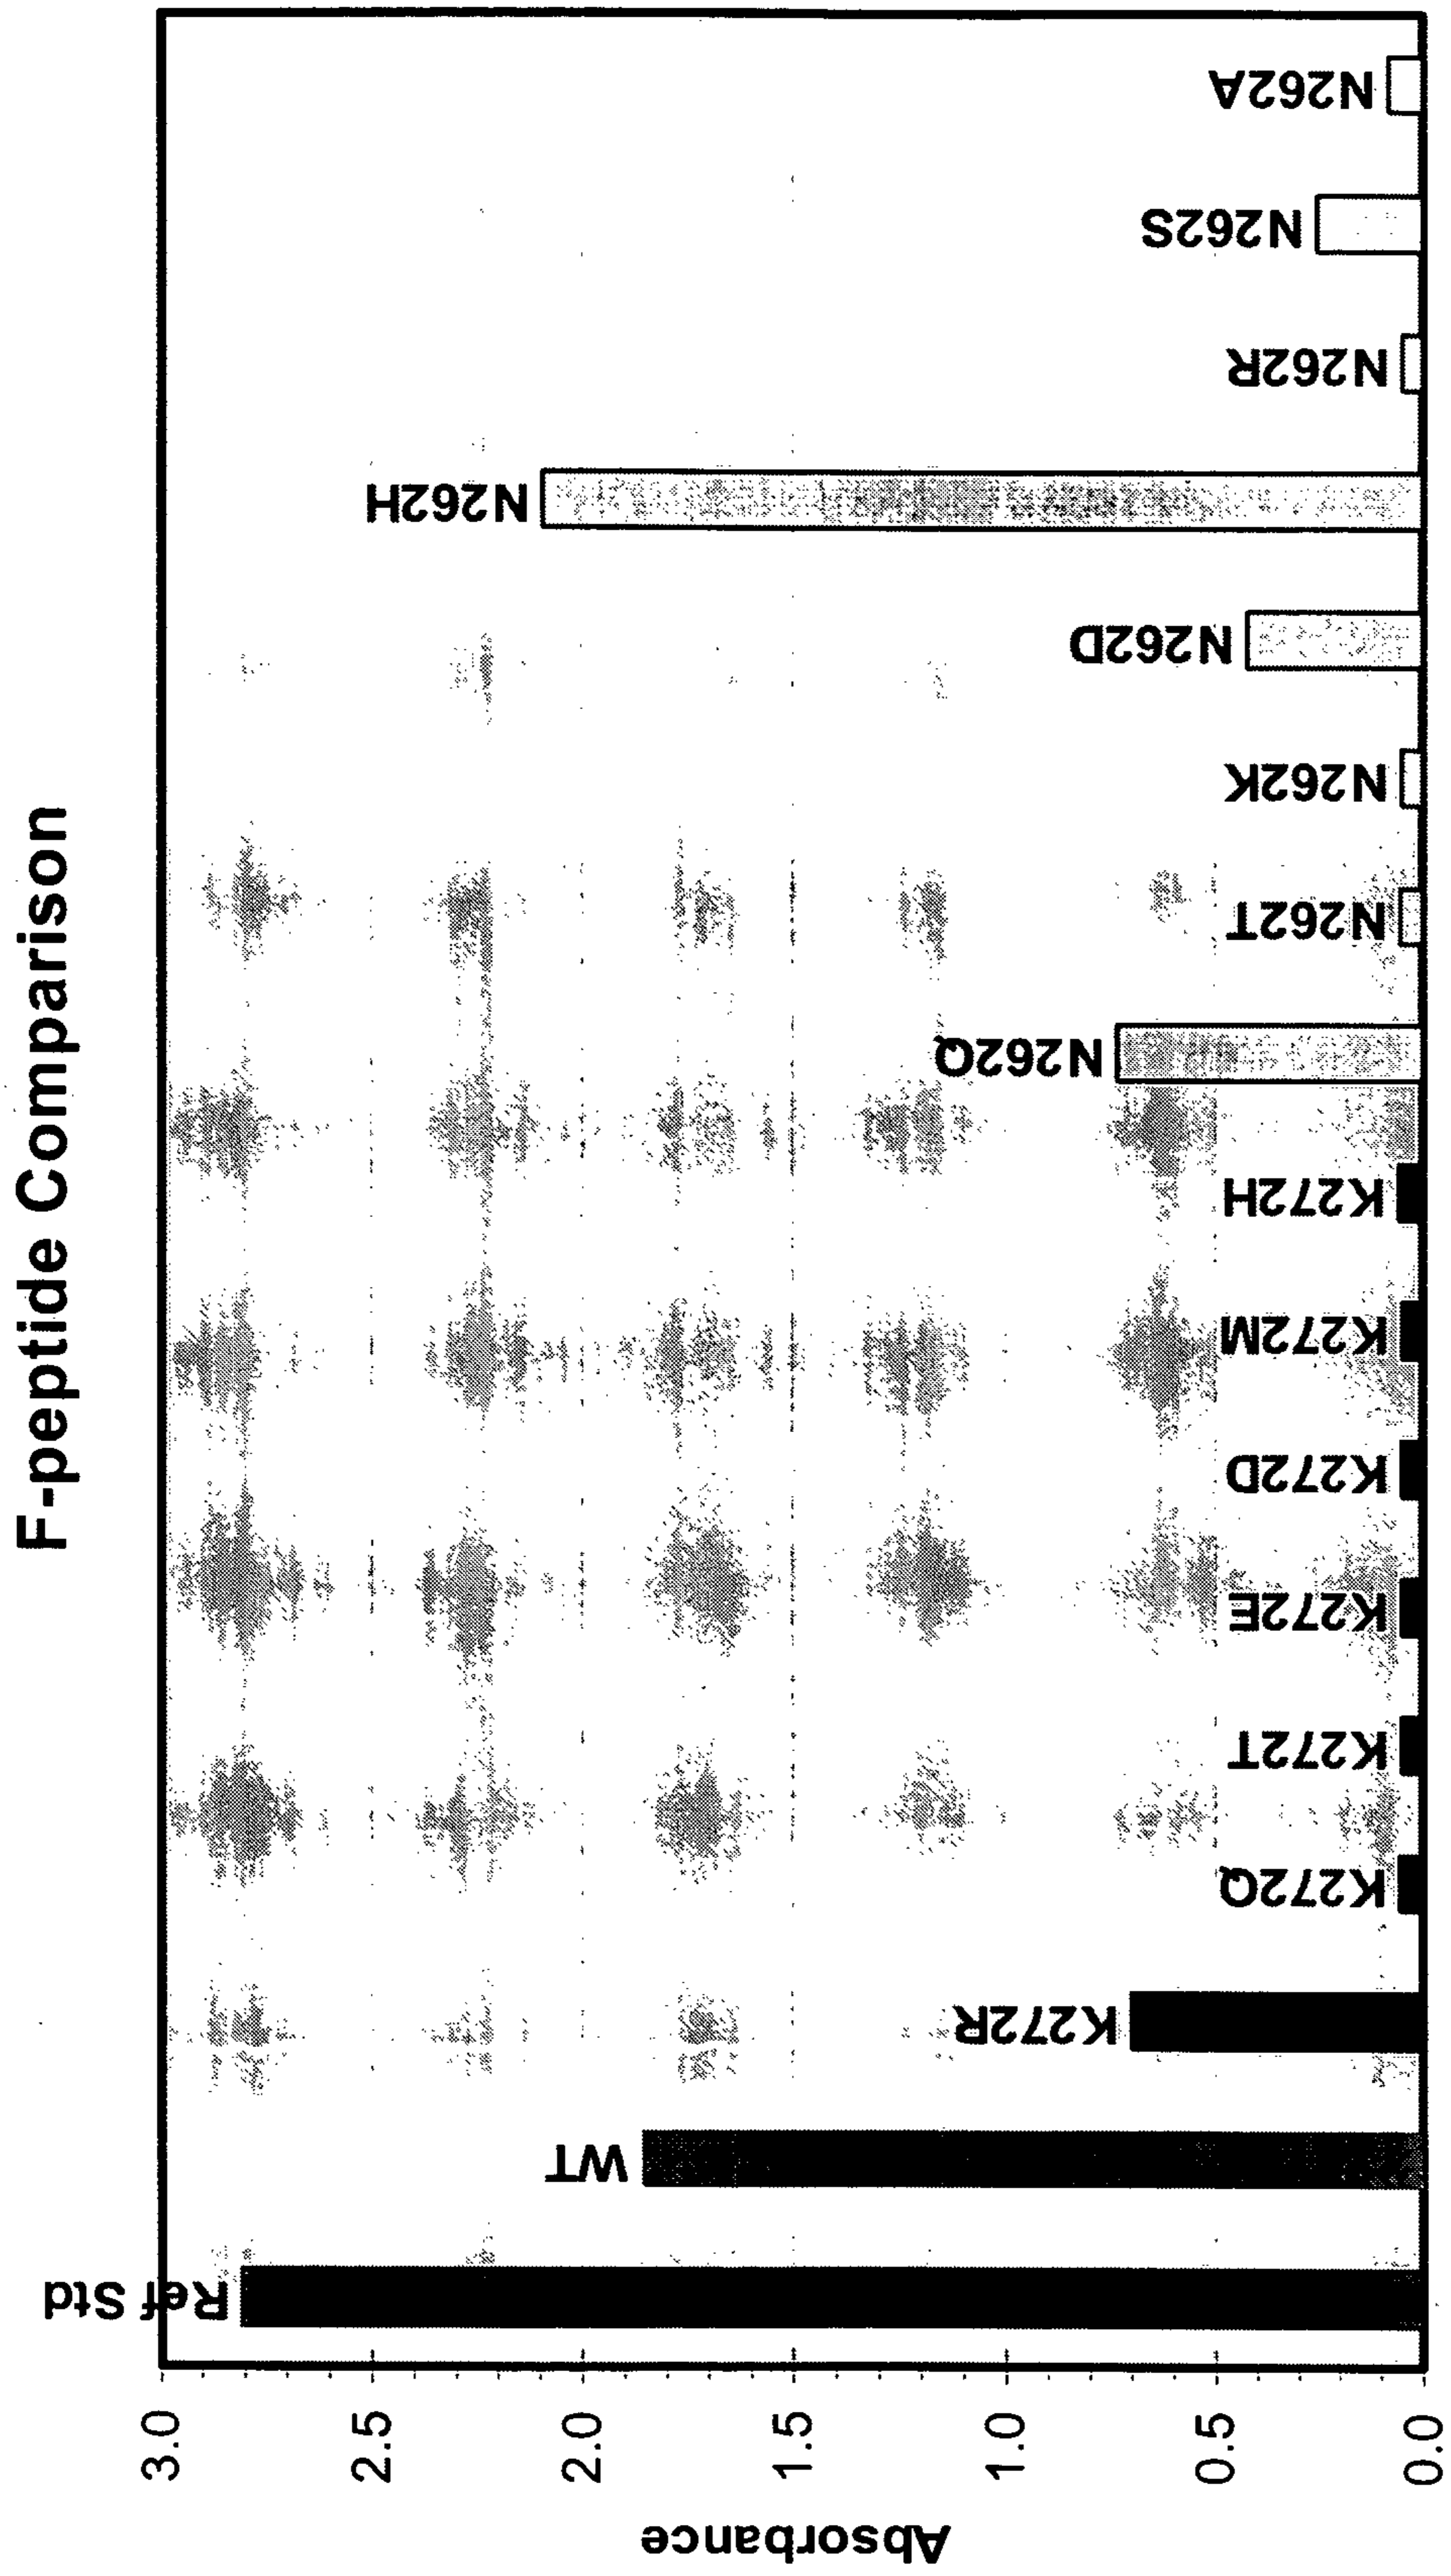 F-peptide Comparison
Absorbance
3.0
2.5
2.0
1.5
1.0
0.5
0.0
Ref Std
WT
K272R
K272Q
K272T
K272E
K272D
K272M
K272H
N262Q
N262T
N262K
N262D
N262H
N262R
N262S
N262A